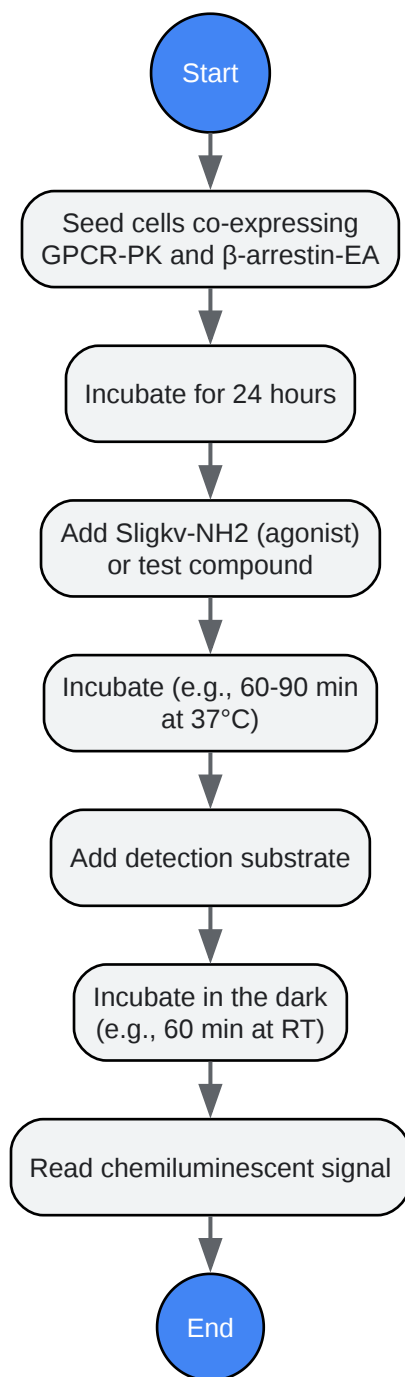 Start
Seed cells co-expressing
GPCR-PK and β-arrestin-EA
Incubate for 24 hours
Add Sligkv-NH2 (agonist)
or test compound
Incubate (e.g., 60-90 min
at 37°C)
Add detection substrate
Incubate in the dark
(e.g., 60 min at RT)
Read chemiluminescent signal
End